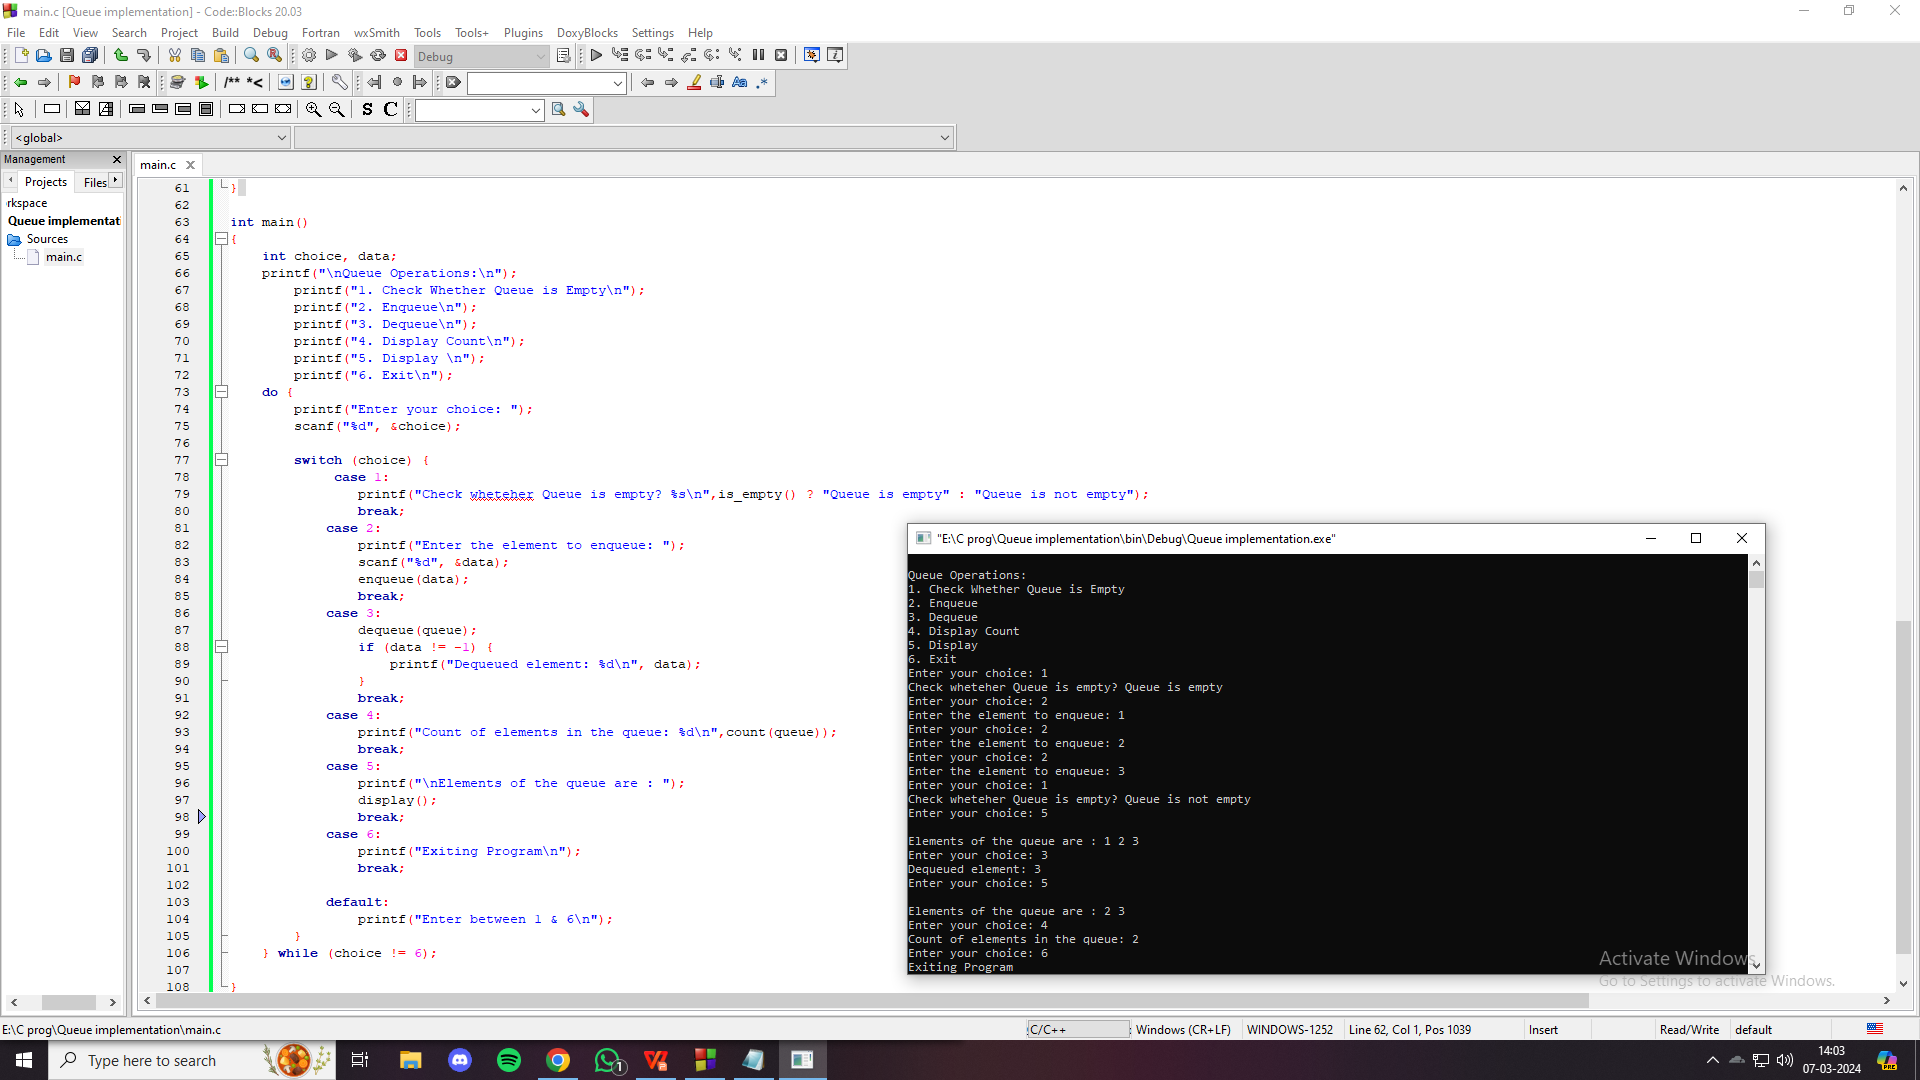 main.c [Queue implementation] - Code::Blocks 20.03
File Edit View Search Project Build Debug Fortran wxSmith Tools Tools+ Plugins DoxyBlocks Settings Help
Debug
/** *<
Aa .*
S C
<global>
Management
Projects Files
rkspace
Queue implementati
Sources
main.c
main.c
61 }
62
63 int main()
64 {
65 int choice, data;
66 printf("\nQueue Operations:\n");
67 printf("1. Check Whether Queue is Empty\n");
68 printf("2. Enqueue\n");
69 printf("3. Dequeue\n");
70 printf("4. Display Count\n");
71 printf("5. Display \n");
72 printf("6. Exit\n");
73 do {
74 printf("Enter your choice: ");
75 scanf("%d", &choice);
76
77 switch (choice) {
78 case 1:
79 printf("Check wheteher Queue is empty? %s\n",is_empty() ? "Queue is empty" : "Queue is not empty");
80 break;
81 case 2:
82 printf("Enter the element to enqueue: ");
83 scanf("%d", &data);
84 enqueue(data);
85 break;
86 case 3:
87 dequeue(queue);
88 if (data != -1) {
89 printf("Dequeued element: %d\n", data);
90 }
91 break;
92 case 4:
93 printf("Count of elements in the queue: %d\n",count(queue));
94 break;
95 case 5:
96 printf("\nElements of the queue are : ");
97 display();
98 break;
99 case 6:
100 printf("Exiting Program\n");
101 break;
102
103 default:
104 printf("Enter between 1 & 6\n");
105 }
106 } while (choice != 6);
107
108 }
"E:\C prog\Queue implementation\bin\Debug\Queue implementation.exe"
Queue Operations:
1. Check Whether Queue is Empty
2. Enqueue
3. Dequeue
4. Display Count
5. Display
6. Exit
Enter your choice: 1
Check wheteher Queue is empty? Queue is empty
Enter your choice: 2
Enter the element to enqueue: 1
Enter your choice: 2
Enter the element to enqueue: 2
Enter your choice: 2
Enter the element to enqueue: 3
Enter your choice: 1
Check wheteher Queue is empty? Queue is not empty
Enter your choice: 5
Elements of the queue are : 1 2 3
Enter your choice: 3
Dequeued element: 3
Enter your choice: 5
Elements of the queue are : 2 3
Enter your choice: 4
Count of elements in the queue: 2
Enter your choice: 6
Exiting Program
Activate Windows
Go to Settings to activate Windows.
E:\C prog\Queue implementation\main.c C/C++ Windows (CR+LF) WINDOWS-1252 Line 62, Col 1, Pos 1039 Insert Read/Write default
Type here to search
1
14:03
07-03-2024
PRE